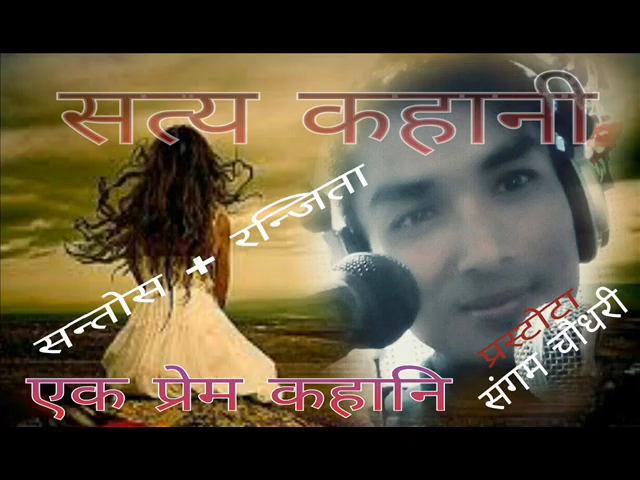 सत्य कहानी
सन्तोस + रन्जिता
प्रस्टोटा
संगम चौधरी
एक प्रेम कहानि